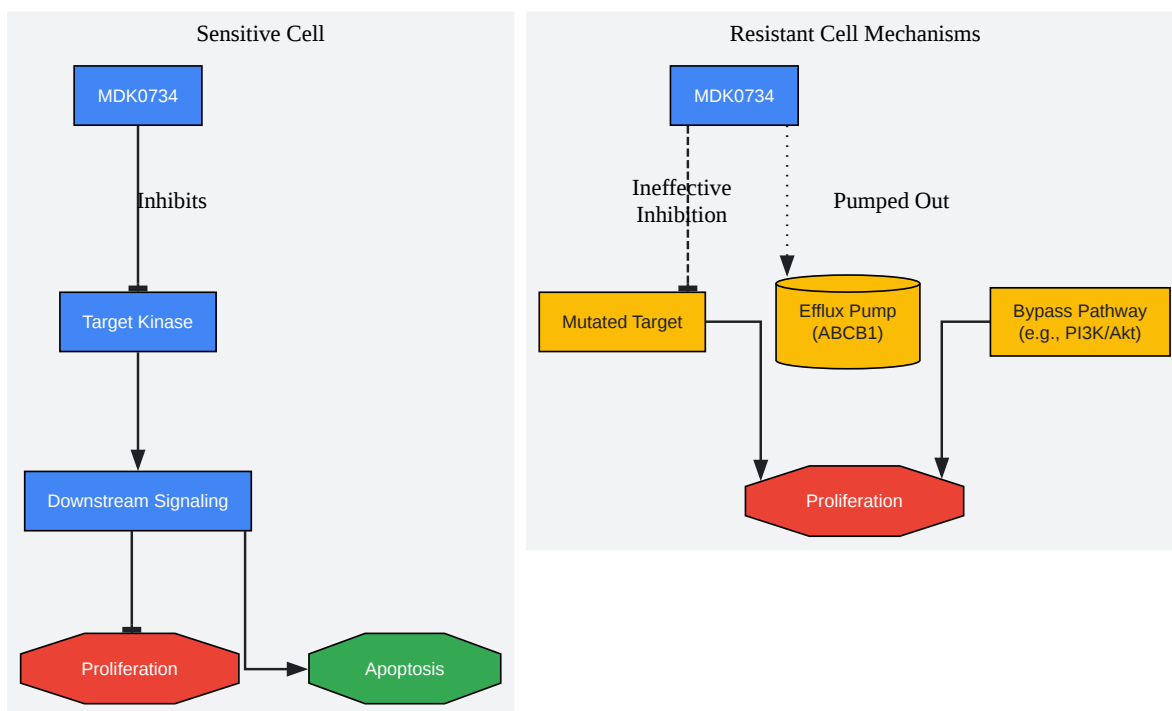 Sensitive Cell
MDK0734
Inhibits
Target Kinase
Downstream Signaling
Proliferation
Apoptosis
Resistant Cell Mechanisms
MDK0734
Ineffective
Inhibition
Pumped Out
Mutated Target
Efflux Pump
(ABCB1)
Bypass Pathway
(e.g., PI3K/Akt)
Proliferation